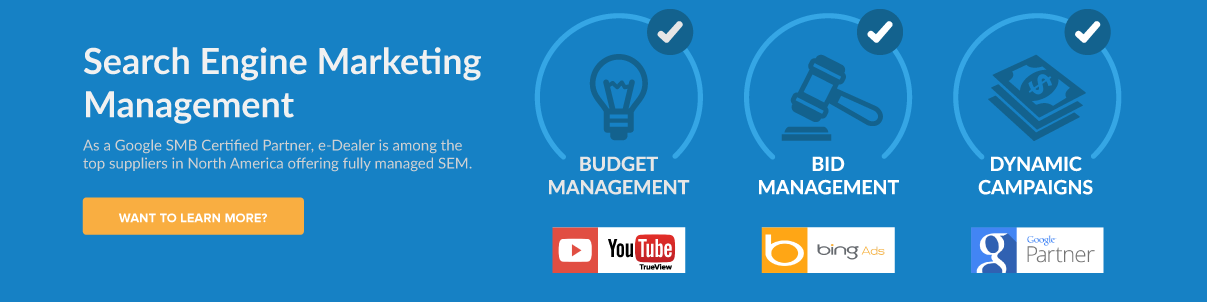 Search Engine Marketing
Management
As a Google SMB Certified Partner, e-Dealer is among the
top suppliers in North America offering fully managed SEM.
WANT TO LEARN MORE?
BUDGET
MANAGEMENT
BID
MANAGEMENT
DYNAMIC
CAMPAIGNS
YouTube
TrueView
b
bing Ads
g
Google
Partner